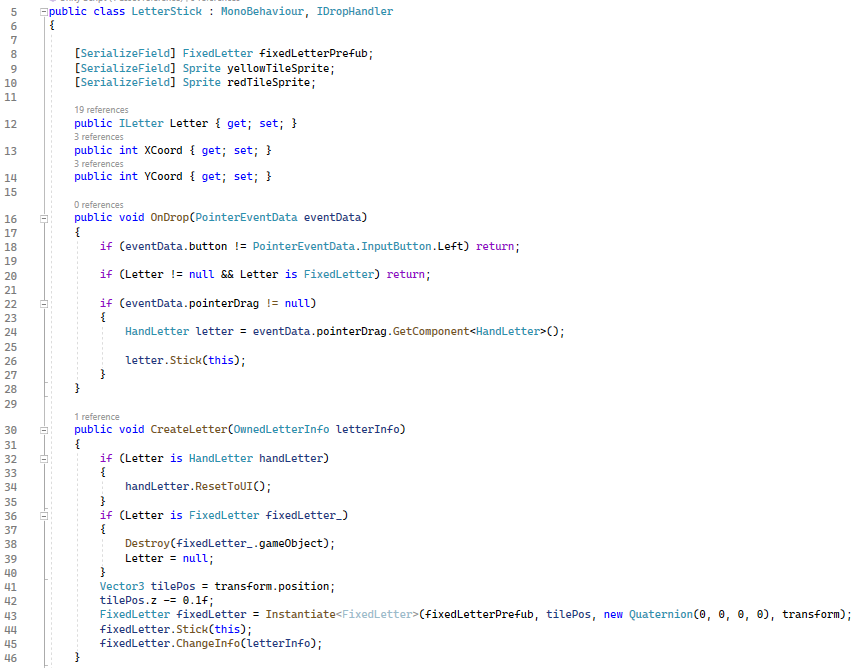 5 public class LetterStick : MonoBehaviour, IDropHandler
6 {
7
8 [SerializeField] FixedLetter fixedLetterPrefub;
9 [SerializeField] Sprite yellowTileSprite;
10 [SerializeField] Sprite redTileSprite;
11
19 references
12 public ILetter Letter { get; set; }
3 references
13 public int XCoord { get; set; }
3 references
14 public int YCoord { get; set; }
15
0 references
16 public void OnDrop(PointerEventData eventData)
17 {
18 if (eventData.button != PointerEventData.InputButton.Left) return;
19
20 if (Letter != null && Letter is FixedLetter) return;
21
22 if (eventData.pointerDrag != null)
23 {
24 HandLetter letter = eventData.pointerDrag.GetComponent<HandLetter>();
25
26 letter.Stick(this);
27 }
28 }
29
1 reference
30 public void CreateLetter(OwnedLetterInfo letterInfo)
31 {
32 if (Letter is HandLetter handLetter)
33 {
34 handLetter.ResetToUI();
35 }
36 if (Letter is FixedLetter fixedLetter_)
37 {
38 Destroy(fixedLetter_.gameObject);
39 Letter = null;
40 }
41 Vector3 tilePos = transform.position;
42 tilePos.z -= 0.1f;
43 FixedLetter fixedLetter = Instantiate<FixedLetter>(fixedLetterPrefub, tilePos, new Quaternion(0, 0, 0, 0), transform);
44 fixedLetter.Stick(this);
45 fixedLetter.ChangeInfo(letterInfo);
46 }